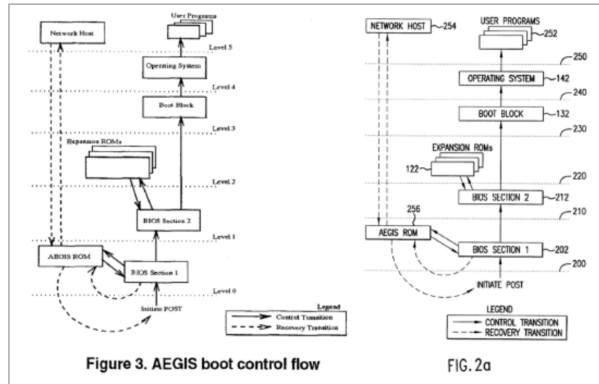 User Programs
Network Host
Level 5
Operating System
Level 4
Boot Block
Level 3
Expansion ROMs
Level 2
BIOS Section 2
Level 1
AEGIS ROM
BIOS Section 1
Level 0
Initiate POST
Legend
Control Transition
Recovery Transition
Figure 3. AEGIS boot control flow
NETWORK HOST 254
USER PROGRAMS
252
250
OPERATING SYSTEM 142
240
BOOT BLOCK 132
230
EXPANSION ROMs
122
220
BIOS SECTION 2 212
210
256
AEGIS ROM
BIOS SECTION 1 202
200
INITIATE POST
LEGEND
CONTROL TRANSITION
RECOVERY TRANSITION
FIG. 2a